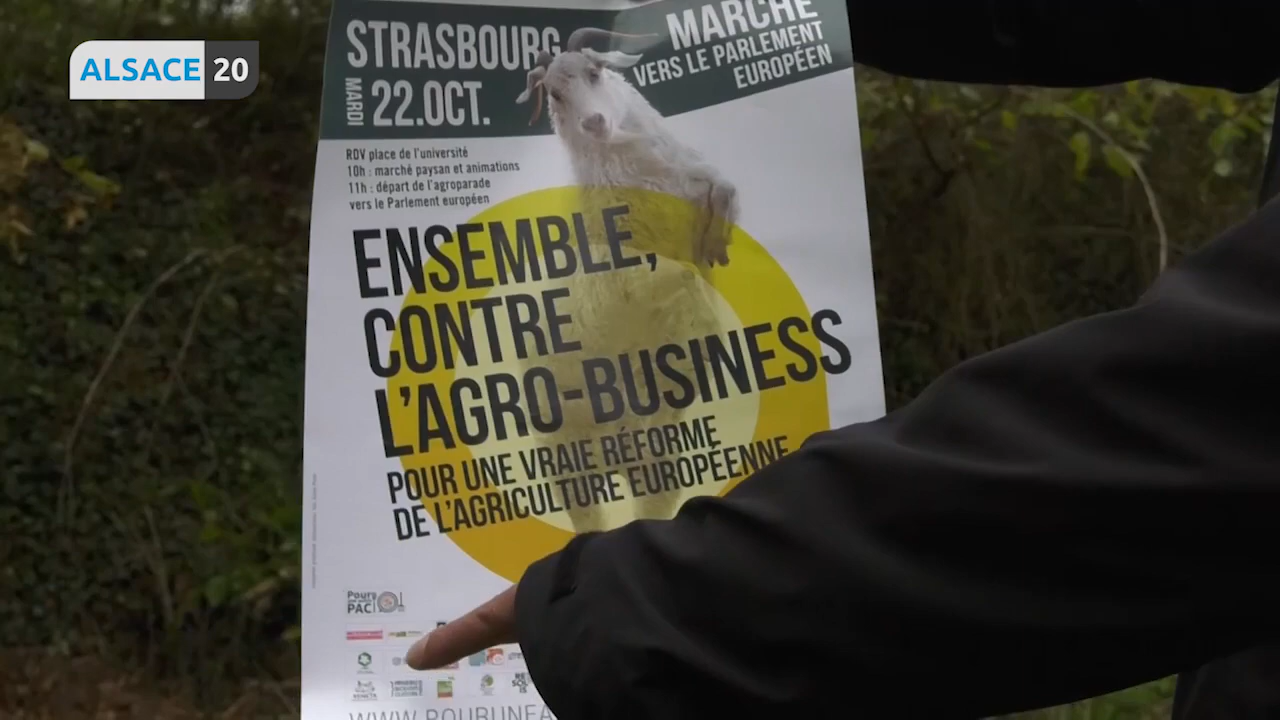 ALSACE 20
STRASBOURG
MARDI 22.OCT.
MARCHE
VERS LE PARLEMENT
EUROPÉEN
RDV place de l'université
10h : marché paysan et animations
11h : départ de l'agroparade
vers le Parlement européen
ENSEMBLE,
CONTRE
L'AGRO-BUSINESS
POUR UNE VRAIE RÉFORME
DE L'AGRICULTURE EUROPÉENNE
PAC